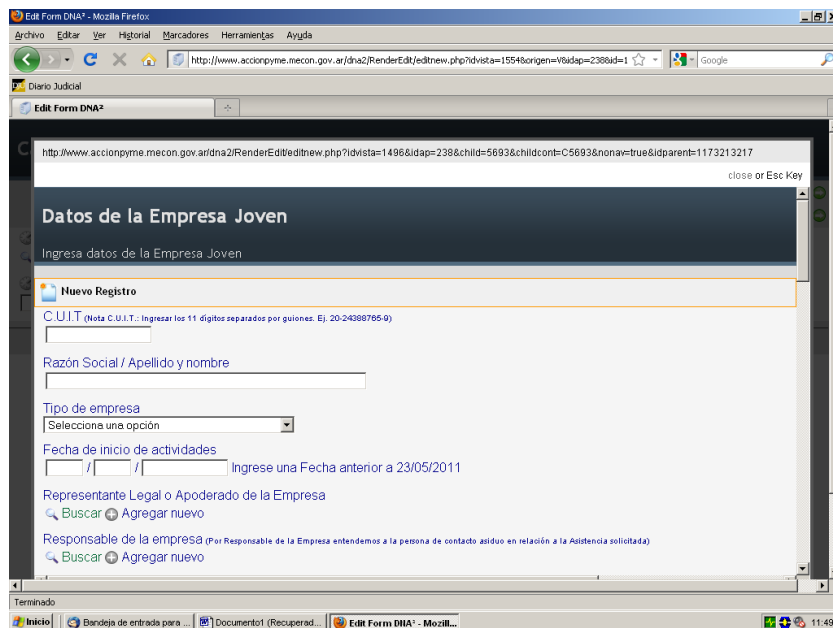 Edit Form DNA² - Mozilla Firefox
Archivo Editar Ver Historial Marcadores Herramientas Ayuda
http://www.accionpyme.mecon.gov.ar/dna2/RenderEdit/editnew.php?idvista=1554&origen=V&idap=238&id=1
Google
Diario Judicial
Edit Form DNA²
http://www.accionpyme.mecon.gov.ar/dna2/RenderEdit/editnew.php?idvista=1496&idap=238&child=5693&childcont=C5693&nonav=true&idparent=1173213217
close or Esc Key
Datos de la Empresa Joven
Ingresa datos de la Empresa Joven
Nuevo Registro
C.U.I.T (Nota C.U.I.T.: Ingresar los 11 dígitos separados por guiones. Ej. 20-24388765-9)
Razón Social / Apellido y nombre
Tipo de empresa
Selecciona una opción
Fecha de inicio de actividades
/ / Ingrese una Fecha anterior a 23/05/2011
Representante Legal o Apoderado de la Empresa
Buscar Agregar nuevo
Responsable de la empresa (Por Responsable de la Empresa entendemos a la persona de contacto asiduo en relación a la Asistencia solicitada)
Buscar Agregar nuevo
Terminado
Inicio Bandeja de entrada para ... Documento1 (Recuperad... Edit Form DNA² - Mozill... 11:49